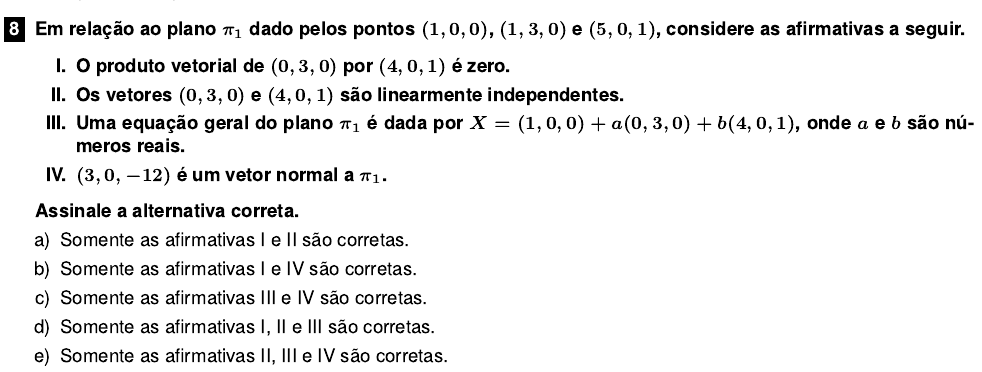 8 Em relação ao plano π₁ dado pelos pontos (1, 0, 0), (1, 3, 0) e (5, 0, 1), considere as afirmativas a seguir.
I. O produto vetorial de (0, 3, 0) por (4, 0, 1) é zero.
II. Os vetores (0, 3, 0) e (4, 0, 1) são linearmente independentes.
III. Uma equação geral do plano π₁ é dada por X = (1, 0, 0) + a(0, 3, 0) + b(4, 0, 1), onde a e b são nú-
meros reais.
IV. (3, 0, −12) é um vetor normal a π₁.
Assinale a alternativa correta.
a) Somente as afirmativas I e II são corretas.
b) Somente as afirmativas I e IV são corretas.
c) Somente as afirmativas III e IV são corretas.
d) Somente as afirmativas I, II e III são corretas.
e) Somente as afirmativas II, III e IV são corretas.